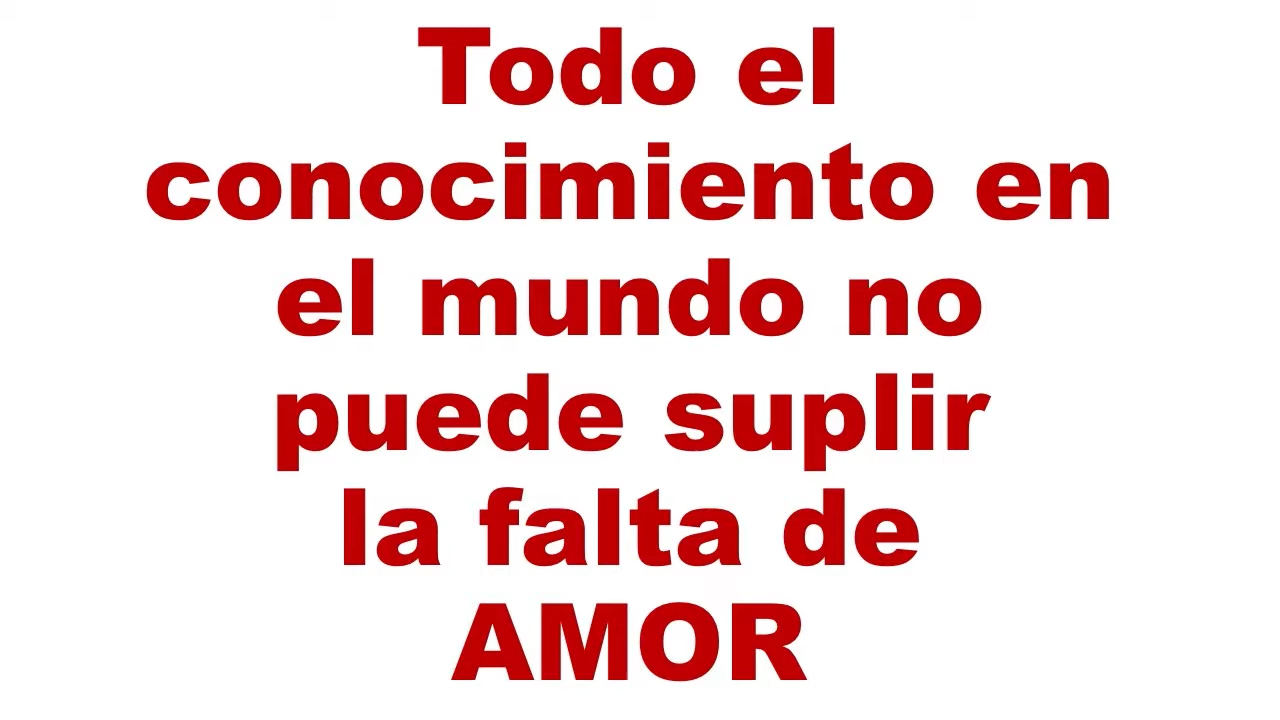 Todo el
conocimiento en
el mundo no
puede suplir
la falta de
AMOR